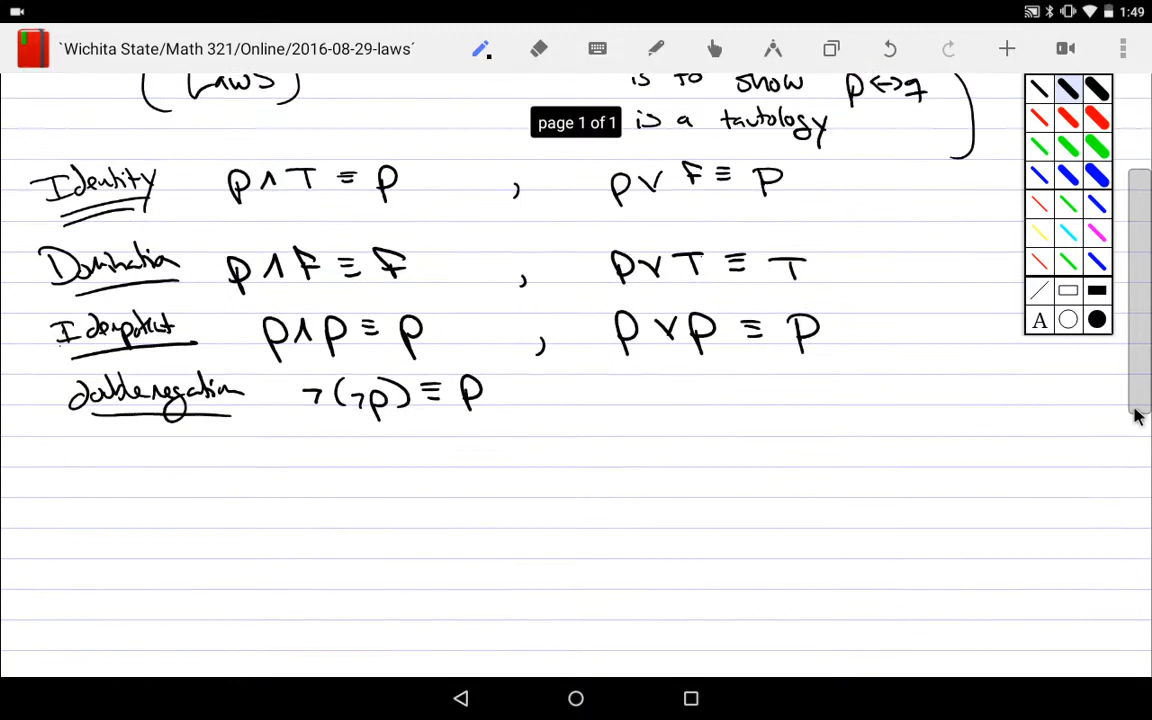 1:49
`Wichita State/Math 321/Online/2016-08-29-laws´
(Laws) is to show p↔q
page 1 of 1 is a tautology
Identity p ∧ T ≡ p , p ∨ F ≡ p
Domination p ∧ F ≡ F , p ∨ T ≡ T
Idempotent p ∧ p ≡ p , p ∨ p ≡ p
double negation ¬(¬p) ≡ p
A